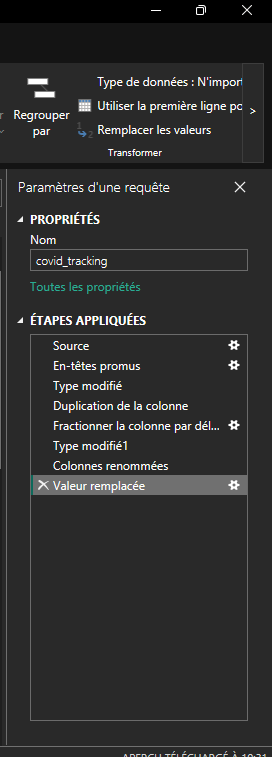 Type de données : N'import
Regrouper par
Utiliser la première ligne po
Remplacer les valeurs
Transformer
Paramètres d'une requête
PROPRIÉTÉS
Nom
covid_tracking
Toutes les propriétés
ÉTAPES APPLIQUÉES
Source
En-têtes promus
Type modifié
Duplication de la colonne
Fractionner la colonne par dél...
Type modifié1
Colonnes renommées
Valeur remplacée